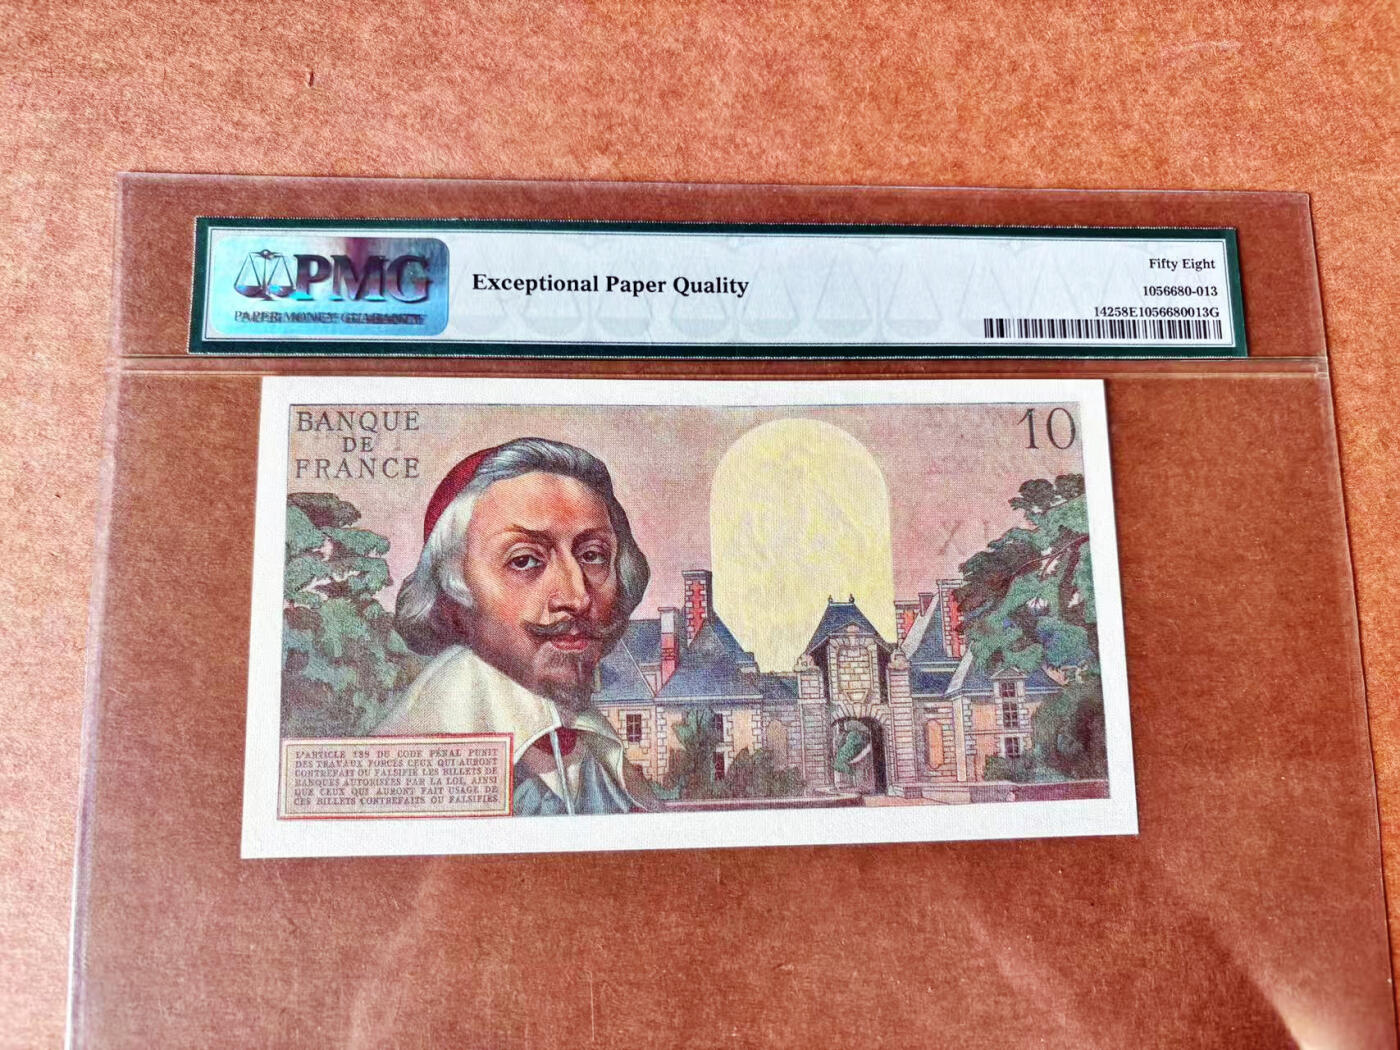 PMG
PAPER MONEY GUARANTY
Exceptional Paper Quality
Fifty Eight
1056680-013
14258E1056680013G
BANQUE
DE
FRANCE
10
L'ARTICLE 139 DU CODE PÉNAL PUNIT
DES TRAVAUX FORCÉS CEUX QUI AURONT
CONTREFAIT OU FALSIFIÉ LES BILLETS DE
BANQUES AUTORISÉES PAR LA LOI, AINSI
QUE CEUX QUI AURONT FAIT USAGE DE
CES BILLETS CONTREFAITS OU FALSIFIÉS.